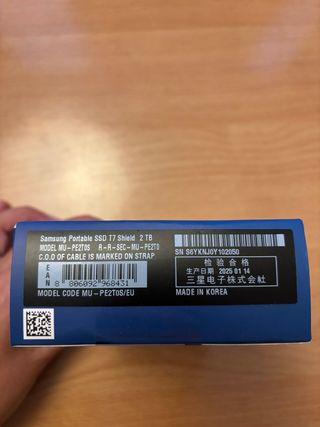 Samsung Portable SSD T7 Shield 2 TB
MODEL MU-PE2T0S R-R-SEC-MU-PE2T0
C.O.O OF CABLE IS MARKED ON STRAP
EAN
8 806092 968431
MODEL CODE MU-PE2T0S/EU
SN S6YKNJ0Y102050
检 验 合 格
生产日期 2025 01 14
三星电子株式会社
MADE IN KOREA